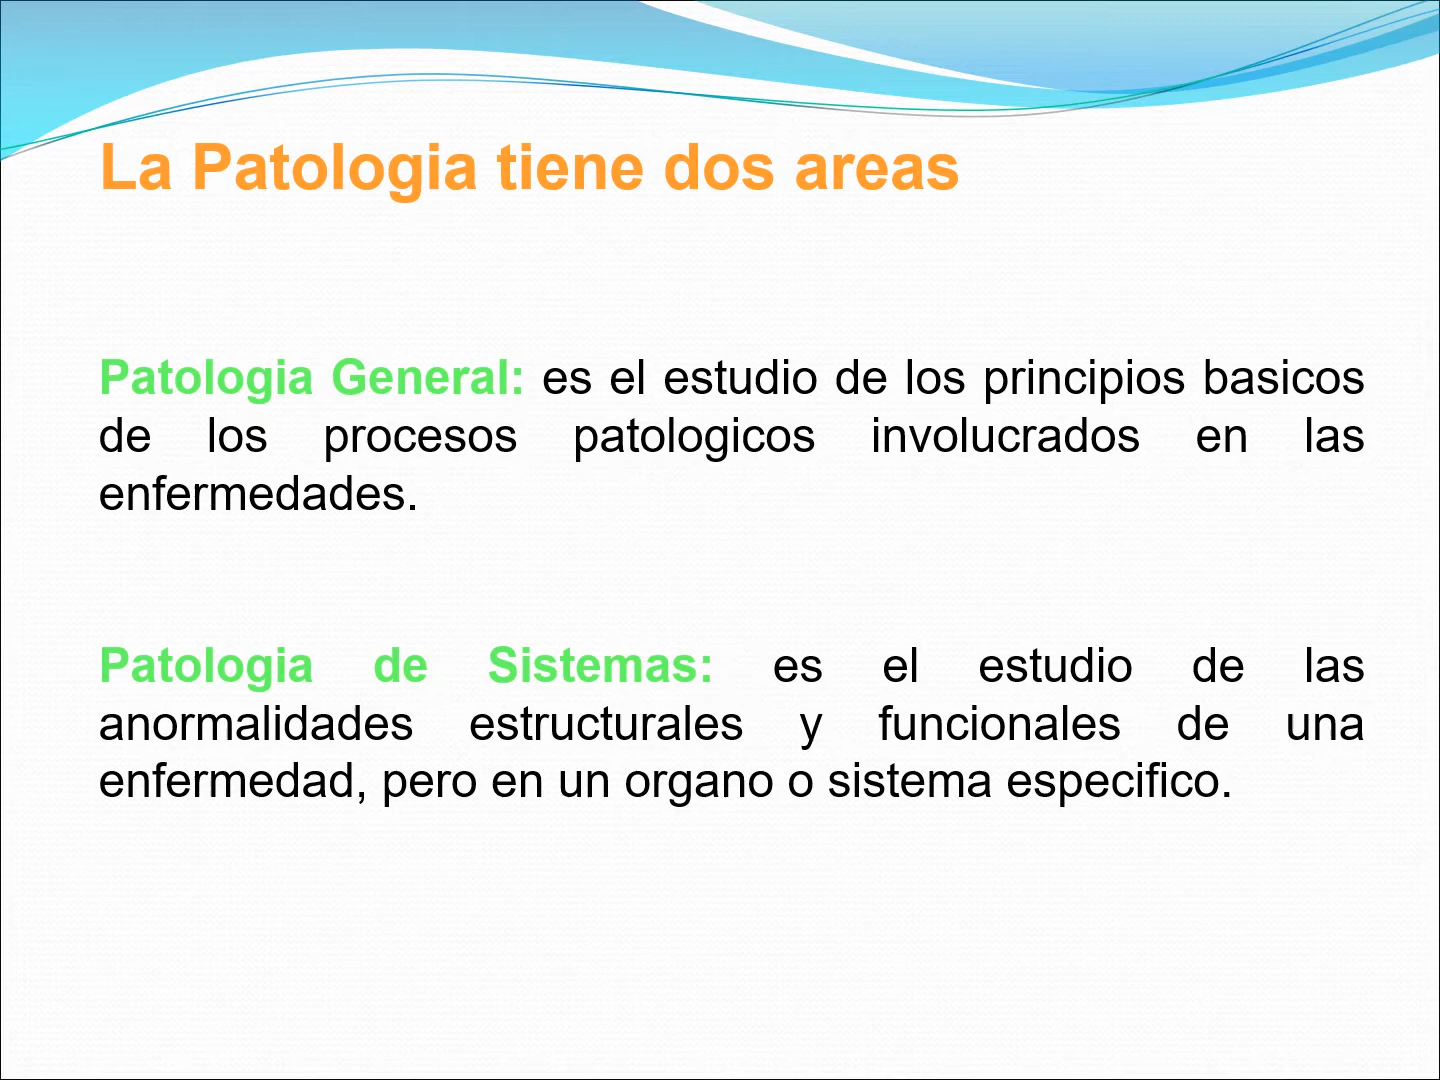 La Patologia tiene dos areas
Patologia General: es el estudio de los principios basicos
de los procesos patologicos involucrados en las
enfermedades.
Patologia de Sistemas: es el estudio de las
anormalidades estructurales y funcionales de una
enfermedad, pero en un organo o sistema especifico.